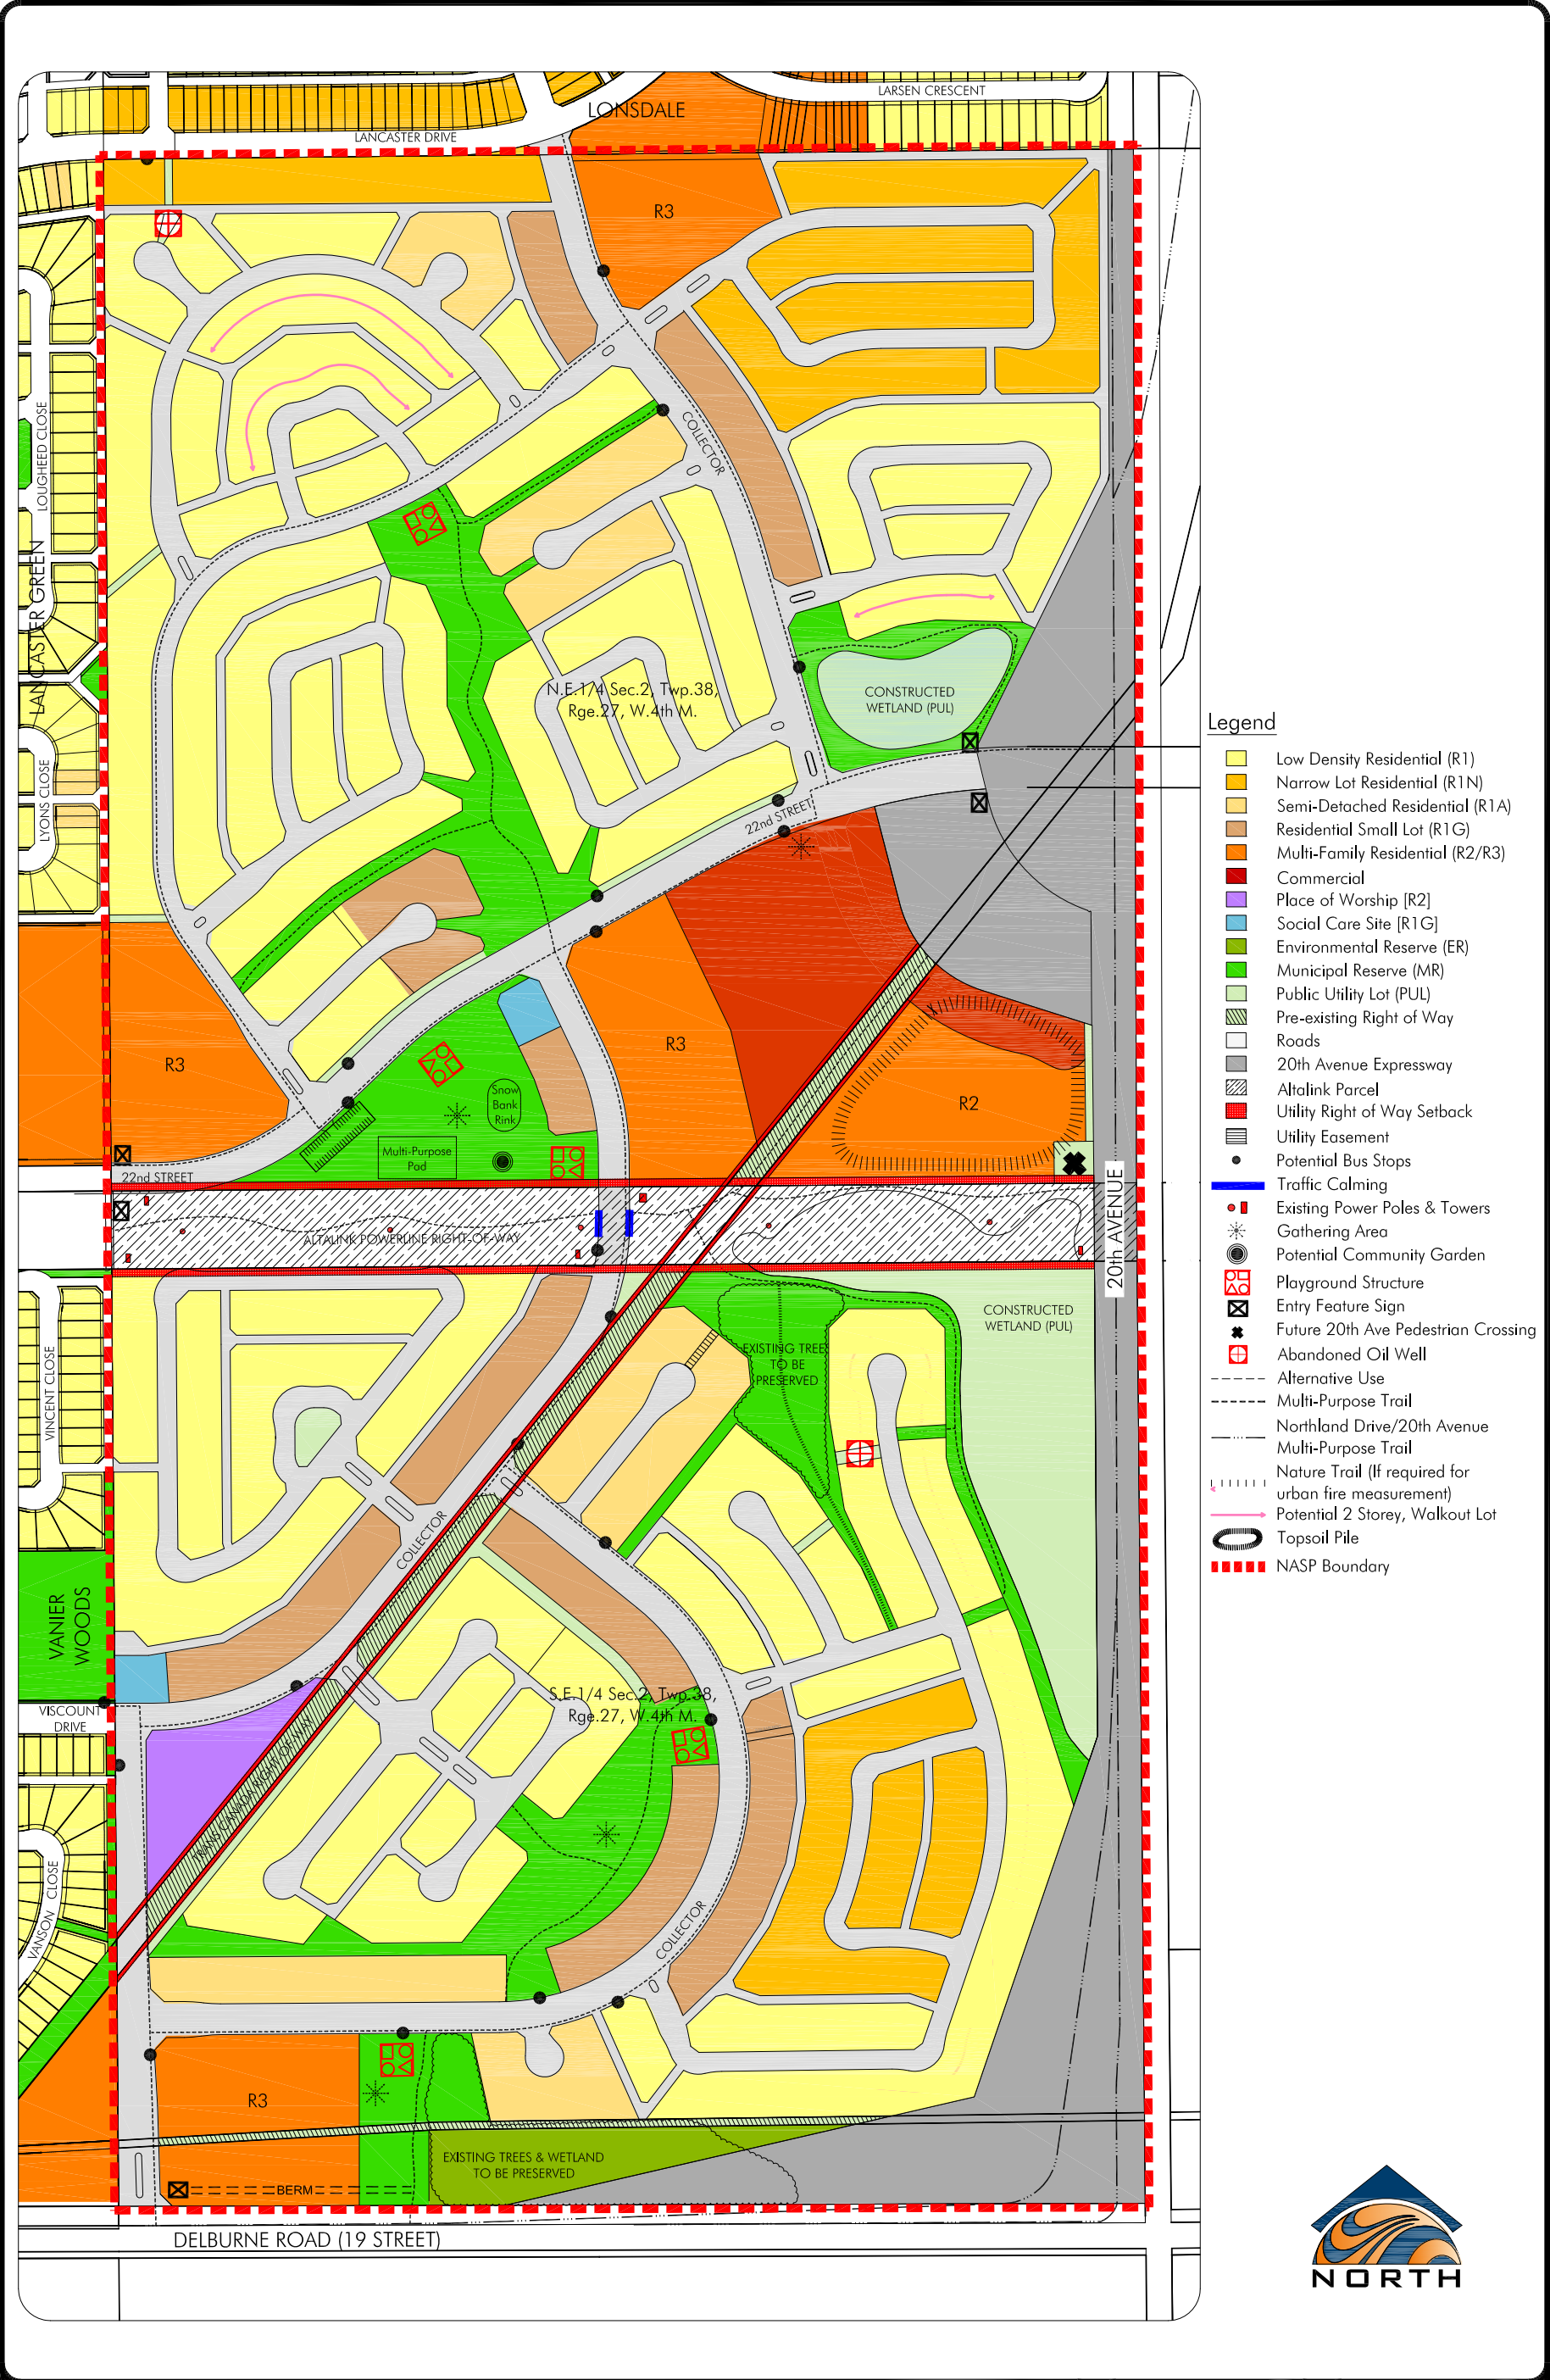 LONSDALE
LARSEN CRESCENT
LANCASTER DRIVE
R3
LOUGHEED CLOSE
COLLECTOR
LANCASTER GREEN
N.E.1/4 Sec.2, Twp.38,
Rge.27, W.4th M.
CONSTRUCTED
WETLAND (PUL)
LYONS CLOSE
22nd STREET
R3
R3
R2
Snow
Bank
Rink
Multi-Purpose
Pad
22nd STREET
ALTALINK POWERLINE RIGHT-OF-WAY
20th AVENUE
CONSTRUCTED
WETLAND (PUL)
EXISTING TREES
TO BE
PRESERVED
VINCENT CLOSE
COLLECTOR
VANIER
WOODS
S.E.1/4 Sec.2, Twp.38,
Rge.27, W.4th M.
VISCOUNT
DRIVE
TRANS CANADA RIGHT OF WAY
VANSON CLOSE
COLLECTOR
R3
EXISTING TREES & WETLAND
TO BE PRESERVED
BERM
DELBURNE ROAD (19 STREET)
Legend
Low Density Residential (R1)
Narrow Lot Residential (R1N)
Semi-Detached Residential (R1A)
Residential Small Lot (R1G)
Multi-Family Residential (R2/R3)
Commercial
Place of Worship [R2]
Social Care Site [R1G]
Environmental Reserve (ER)
Municipal Reserve (MR)
Public Utility Lot (PUL)
Pre-existing Right of Way
Roads
20th Avenue Expressway
Altalink Parcel
Utility Right of Way Setback
Utility Easement
Potential Bus Stops
Traffic Calming
Existing Power Poles & Towers
Gathering Area
Potential Community Garden
Playground Structure
Entry Feature Sign
Future 20th Ave Pedestrian Crossing
Abandoned Oil Well
Alternative Use
Multi-Purpose Trail
Northland Drive/20th Avenue
Multi-Purpose Trail
Nature Trail (If required for
urban fire measurement)
Potential 2 Storey, Walkout Lot
Topsoil Pile
NASP Boundary
NORTH